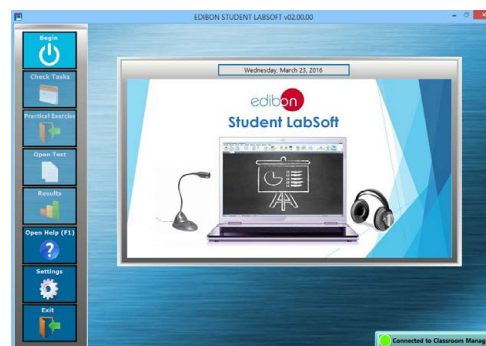 EDIBON STUDENT LABSOFT v02.00.00
Begin
Check Tasks
Practical Exercies
Open Test
Results
Open Help (F1)
Settings
Exit
Wednesday, March 23, 2016
edibon
Student LabSoft
Connected to Classroom Manag